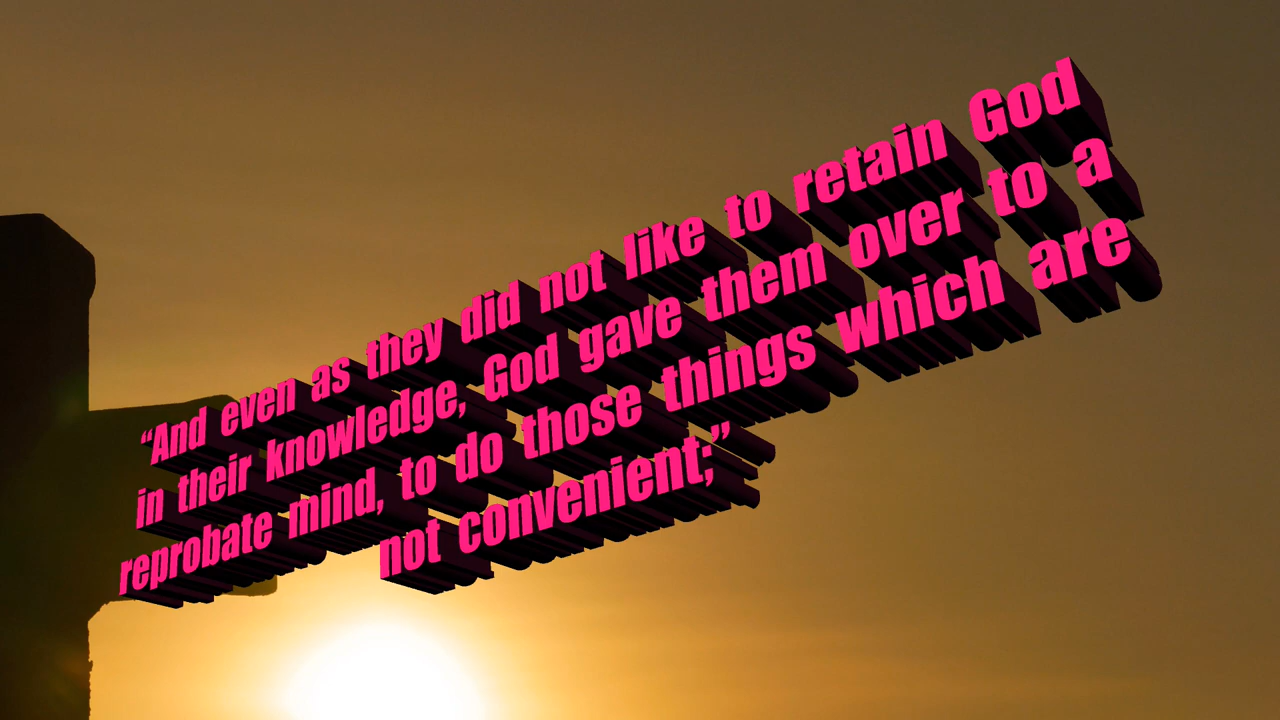 “And even as they did not like to retain God
in their knowledge, God gave them over to a
reprobate mind, to do those things which are
not convenient;”